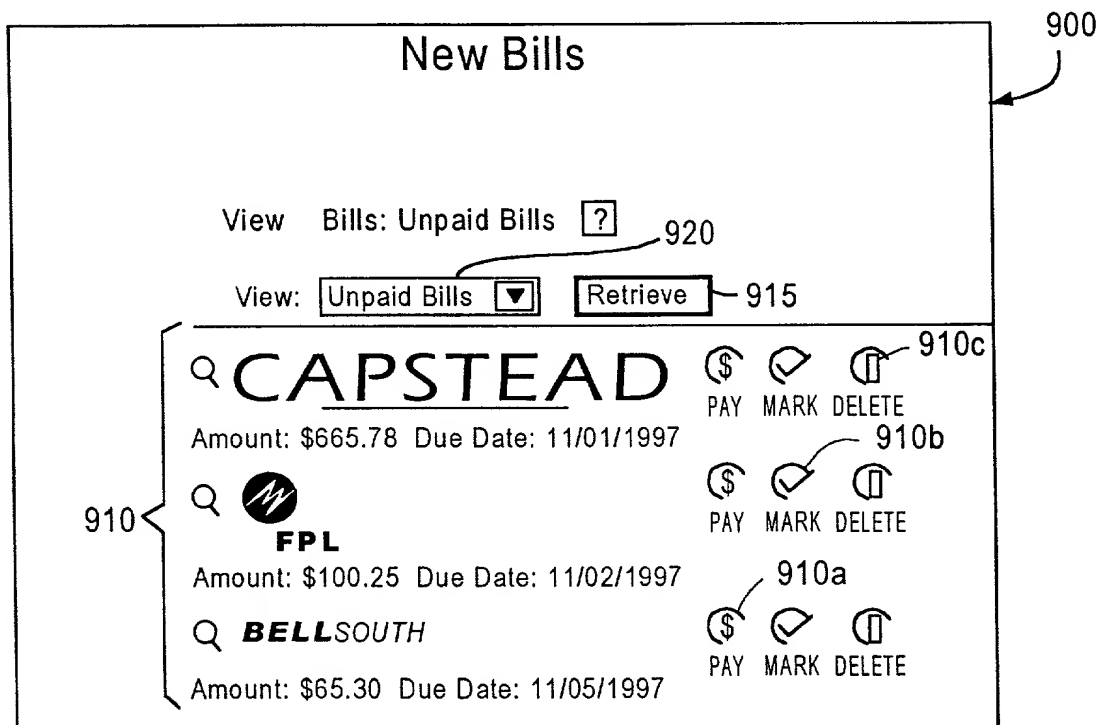 New Bills
900
View Bills: Unpaid Bills ?
920
View: Unpaid Bills Retrieve 915
CAPSTEAD $ 910c
PAY MARK DELETE
Amount: $665.78 Due Date: 11/01/1997 910b
$
910 FPL PAY MARK DELETE
Amount: $100.25 Due Date: 11/02/1997 910a
BELLSOUTH $
PAY MARK DELETE
Amount: $65.30 Due Date: 11/05/1997